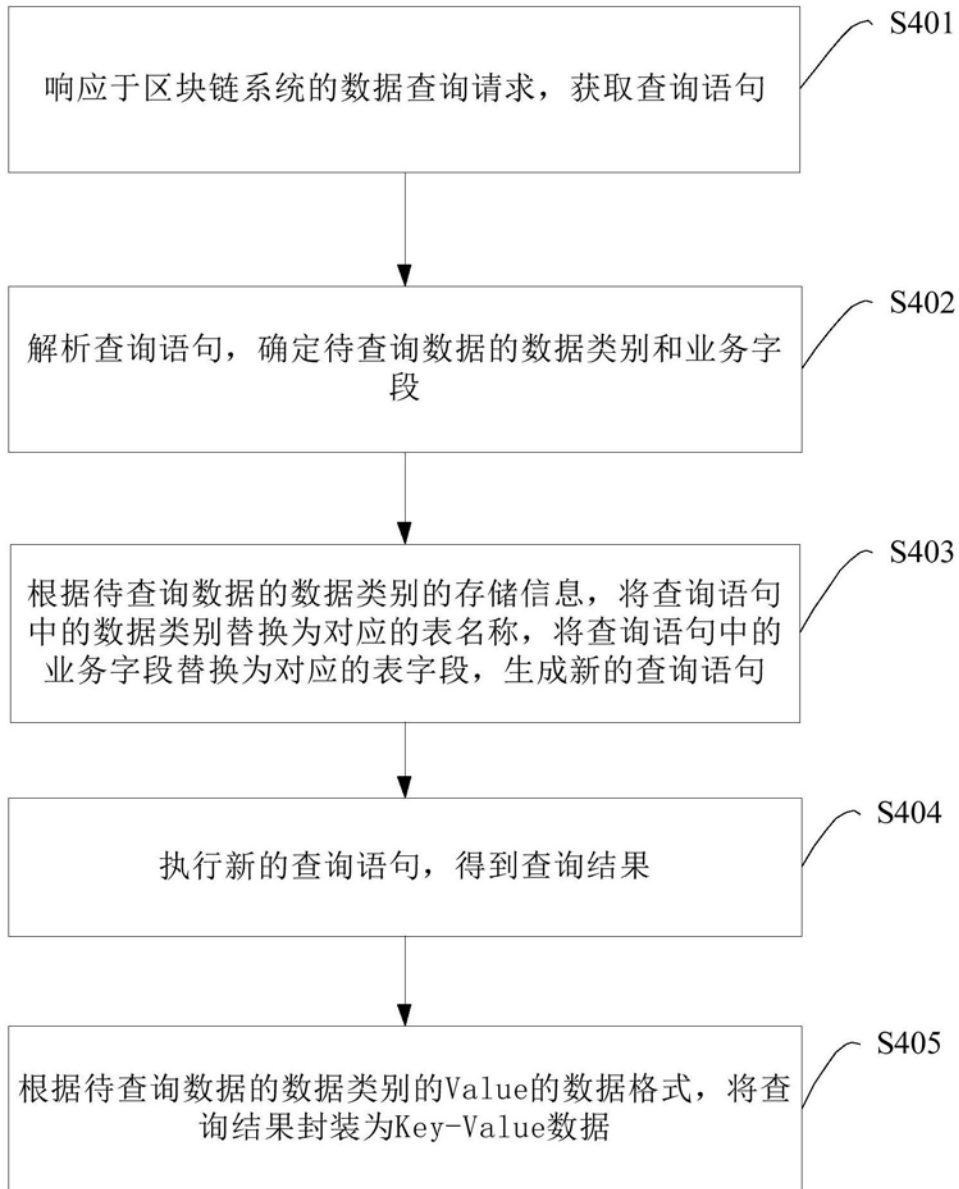 S401
响应于区块链系统的数据查询请求，获取查询语句
S402
解析查询语句，确定待查询数据的数据类别和业务字
段
S403
根据待查询数据的数据类别的存储信息，将查询语句
中的数据类别替换为对应的表名称，将查询语句中的
业务字段替换为对应的表字段，生成新的查询语句
S404
执行新的查询语句，得到查询结果
S405
根据待查询数据的数据类别的Value的数据格式，将查
询结果封装为Key-Value数据